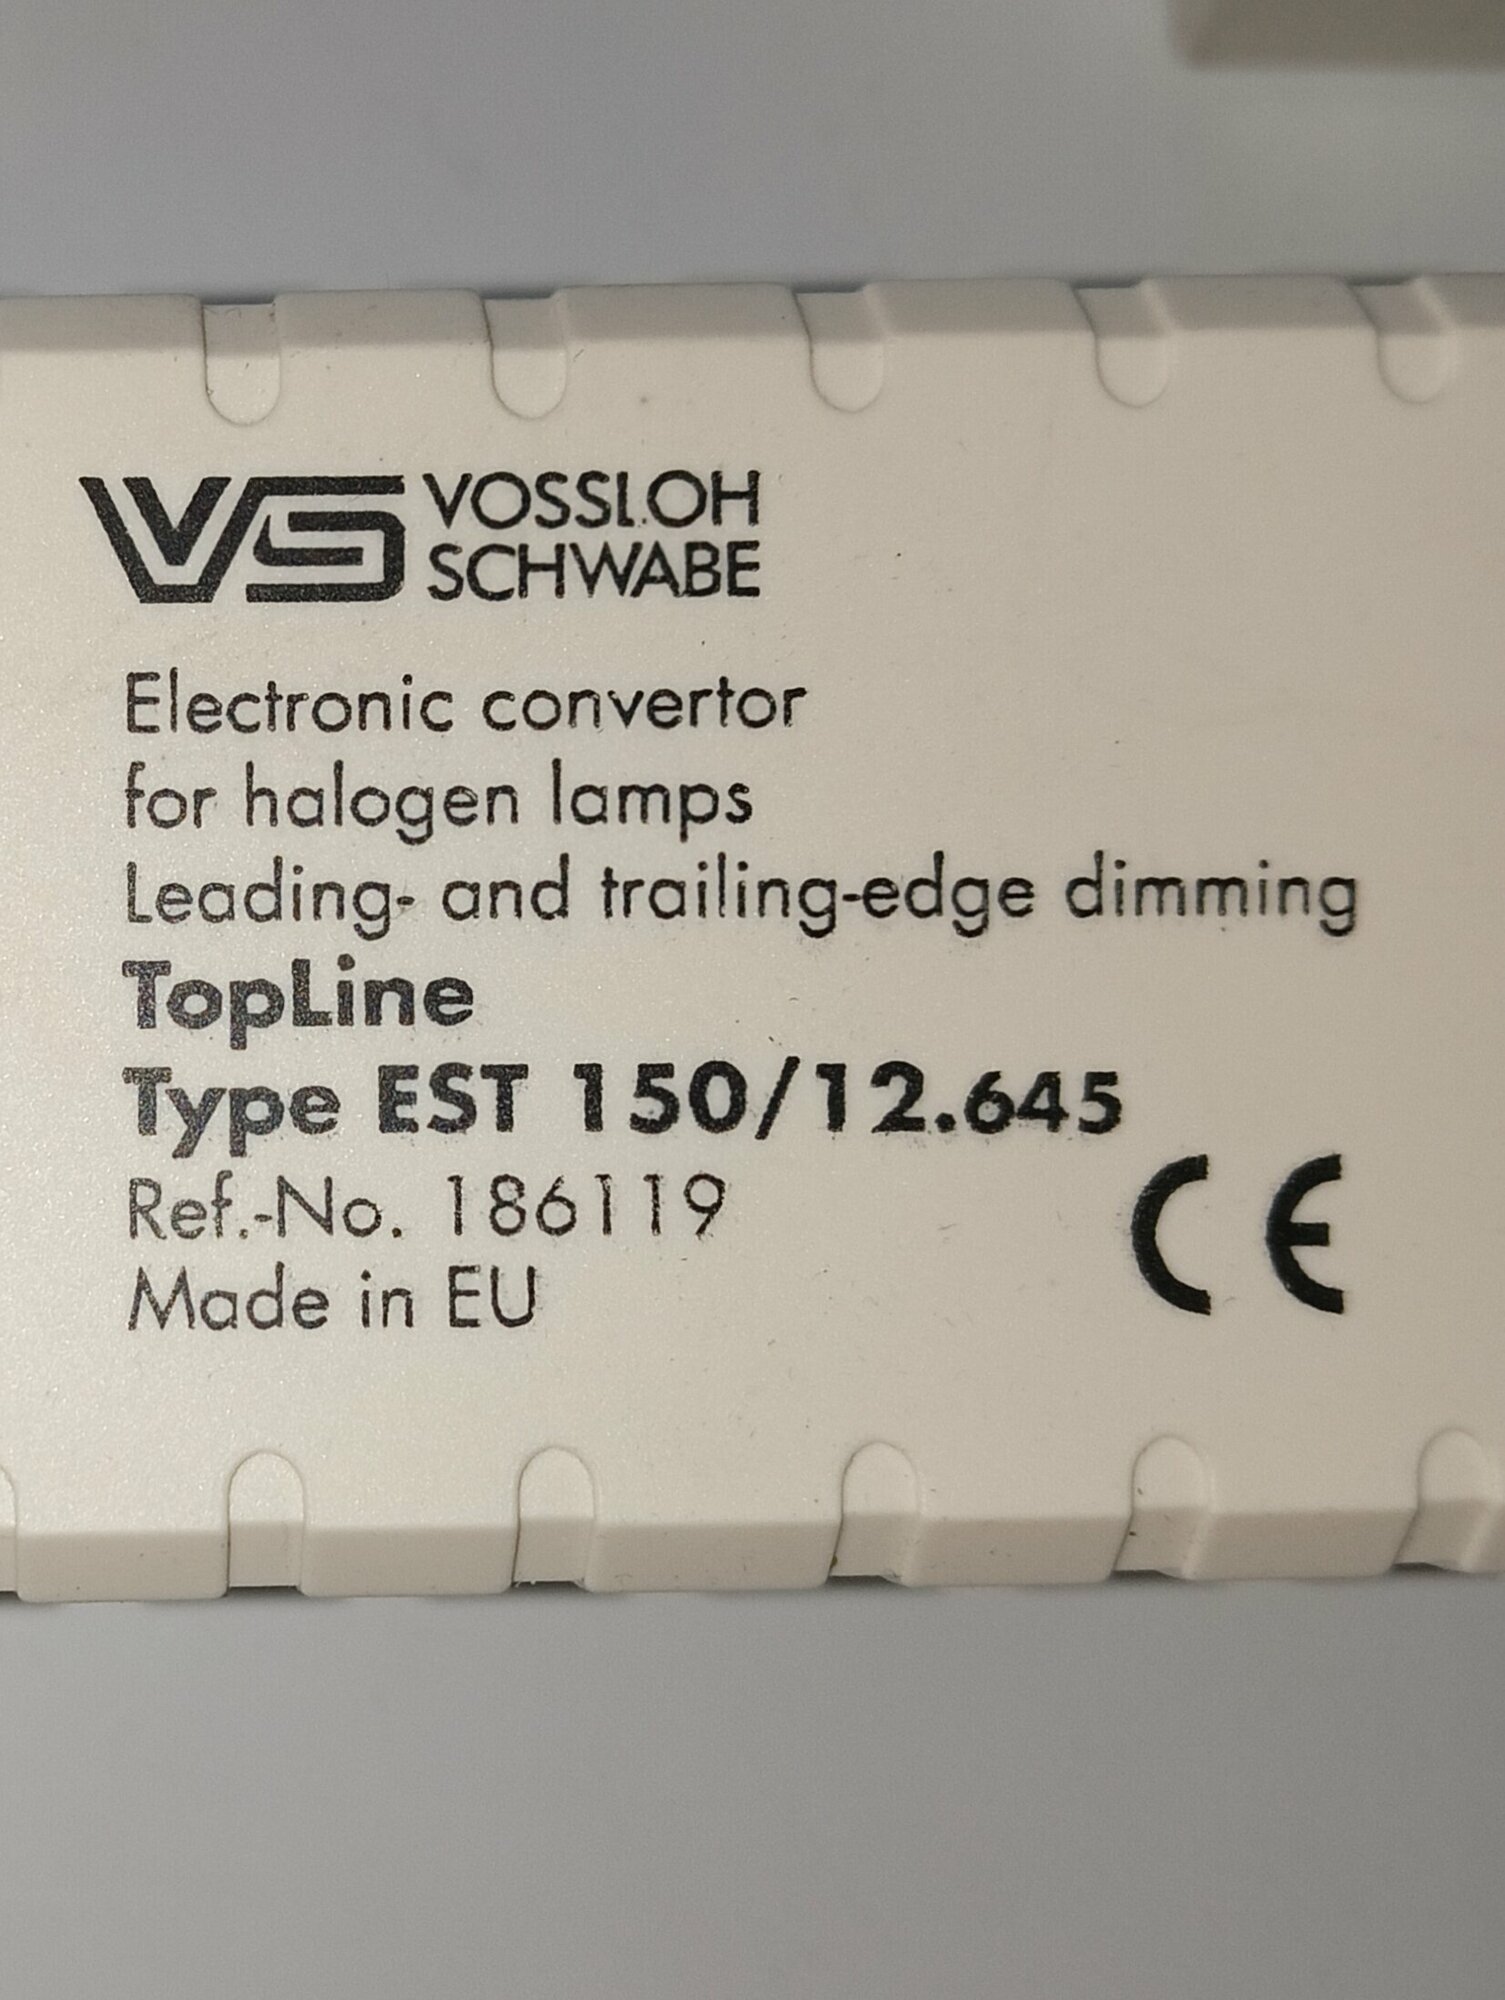 VS VOSSLOH
SCHWABE
Electronic convertor
for halogen lamps
Leading- and trailing-edge dimming
TopLine
Type EST 150/12.645
Ref.-No. 186119
Made in EU
CE